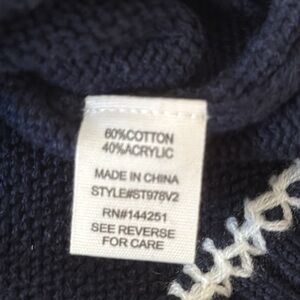 60%COTTON
40%ACRYLIC
MADE IN CHINA
STYLE#ST978V2
RN#144251
SEE REVERSE
FOR CARE